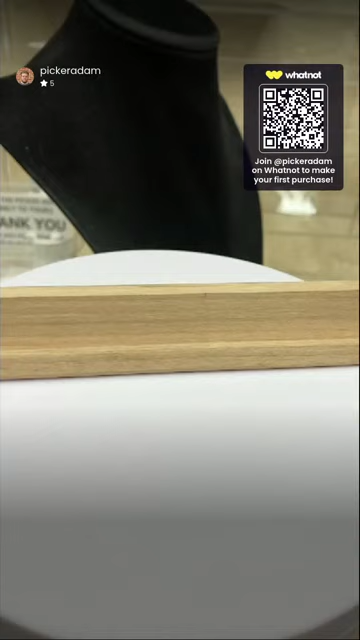 pickeradam
★ 5
whatnot
Join @pickeradam
on Whatnot to make
your first purchase!
ANK YOU